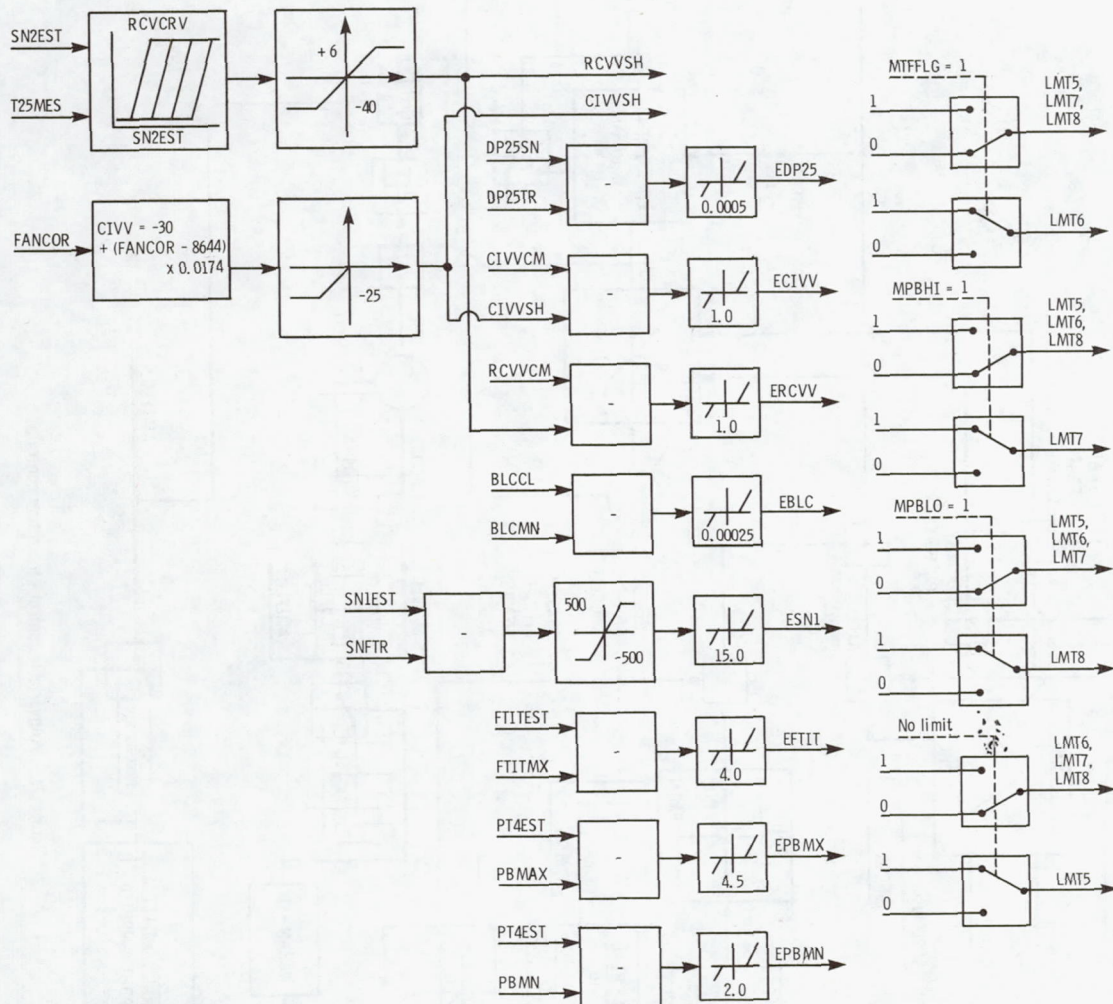 SN2EST
T25MES
RCVCRV
SN2EST
+6
-40
RCVVSH
CIVVSH
FANCOR
CIVV = -30
+ (FANCOR - 8644)
x 0.0174
-25
DP25SN
DP25TR
-
0.0005
EDP25
CIVVCM
CIVVSH
-
1.0
ECIVV
RCVVCM
-
1.0
ERCVV
BLCCL
BLCMN
-
0.00025
EBLC
SN1EST
SNFTR
-
500
-500
15.0
ESN1
FTITEST
FTITMX
-
4.0
EFTIT
PT4EST
PBMAX
-
4.5
EPBMX
PT4EST
PBMN
-
2.0
EPBMN
MTFFLG = 1
1
0
LMT5,
LMT7,
LMT8
1
0
LMT6
MPBHI = 1
1
0
LMT5,
LMT6,
LMT8
1
0
LMT7
MPBLO = 1
1
0
LMT5,
LMT6,
LMT7
1
0
LMT8
No limit
1
0
LMT6,
LMT7,
LMT8
1
0
LMT5